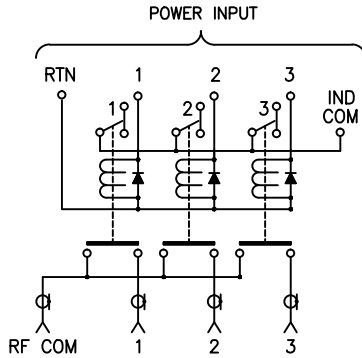 POWER INPUT
RTN 1 2 3 IND
COM
1 2 3
RF COM 1 2 3